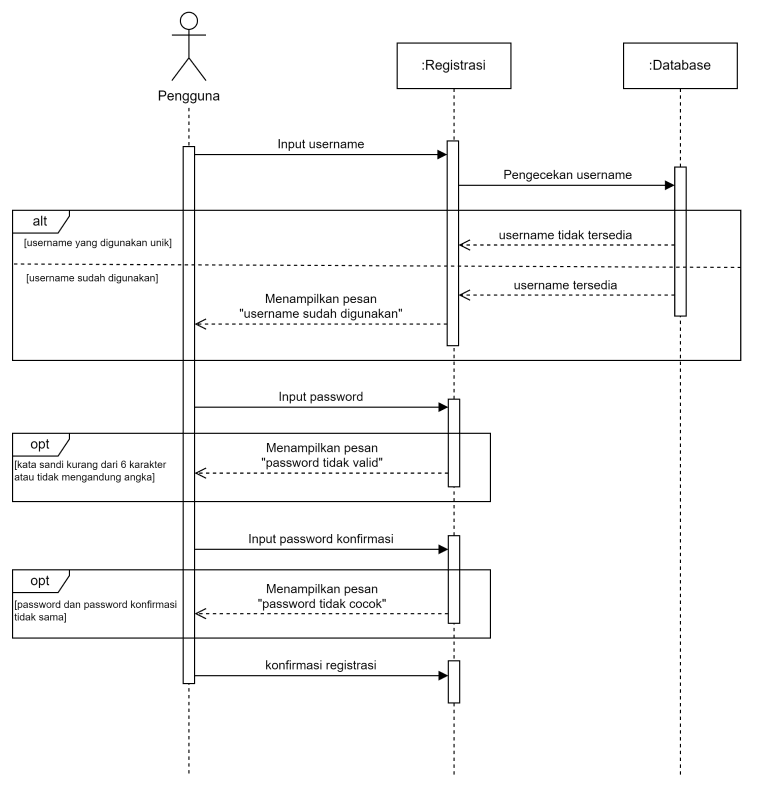 :Registrasi
:Database
Pengguna
Input username
Pengecekan username
alt
[username yang digunakan unik]
username tidak tersedia
[username sudah digunakan]
username tersedia
Menampilkan pesan
"username sudah digunakan"
Input password
opt
[kata sandi kurang dari 6 karakter
atau tidak mengandung angka]
Menampilkan pesan
"password tidak valid"
Input password konfirmasi
opt
[password dan password konfirmasi
tidak sama]
Menampilkan pesan
"password tidak cocok"
konfirmasi registrasi